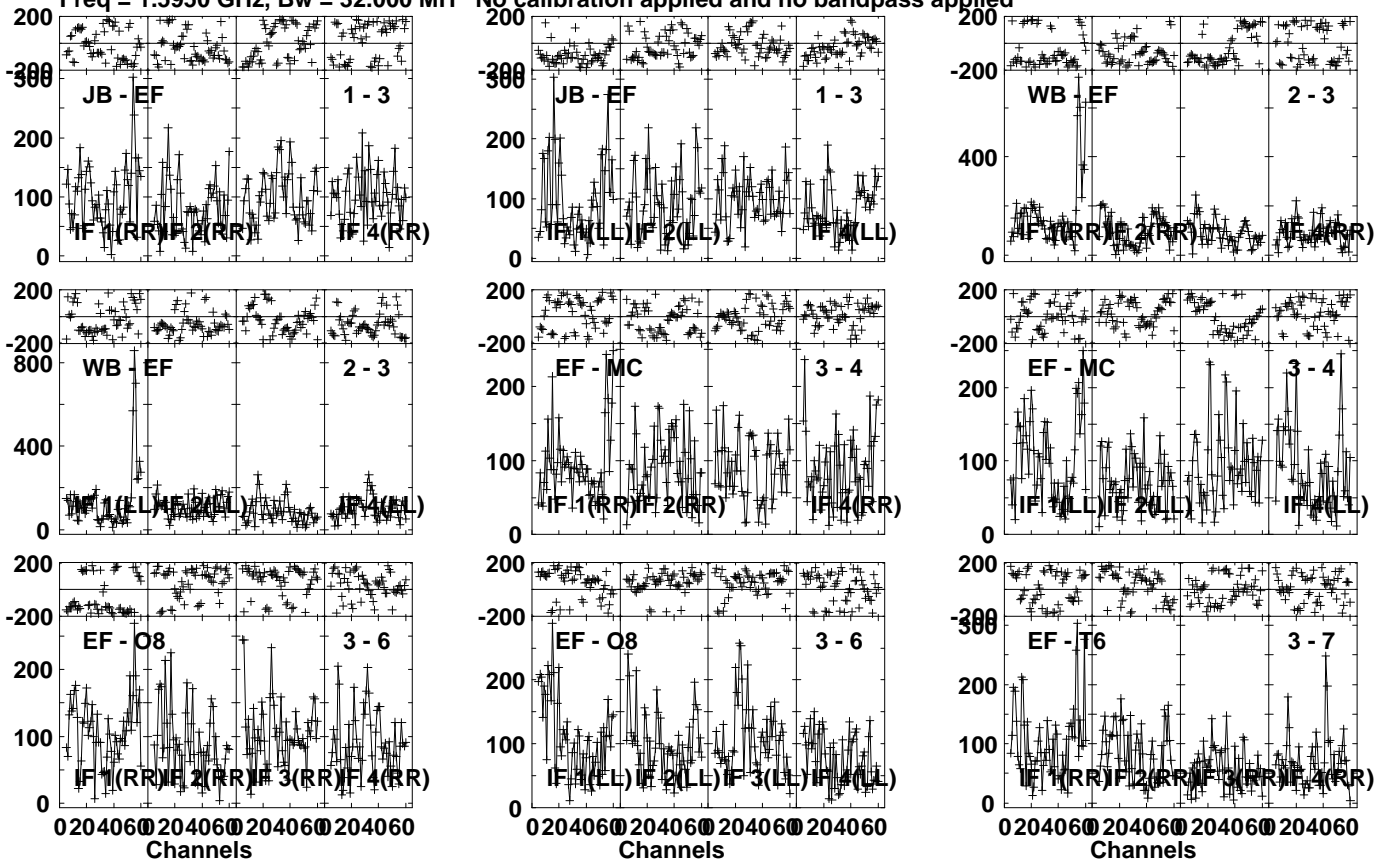 Freq = 1.5950 GHz, Bw = 32.000 MH No calibration applied and no bandpass applied
200
-200
300
200
100
0
JB - EF
1 - 3
IF 1(RR) IF 2(RR)
IF 4(RR)
200
-200
300
200
100
0
JB - EF
1 - 3
IF 1(LL) IF 2(LL)
IF 4(LL)
200
-200
400
0
WB - EF
2 - 3
IF 1(RR) IF 2(RR)
IF 4(RR)
200
-200
800
400
0
WB - EF
2 - 3
IF 1(LL) IF 2(LL)
IF 4(LL)
200
-200
200
100
0
EF - MC
3 - 4
IF 1(RR) IF 2(RR)
IF 4(RR)
200
-200
200
100
0
EF - MC
3 - 4
IF 1(LL) IF 2(LL)
IF 4(LL)
200
-200
200
100
0
EF - O8
3 - 6
IF 1(RR) IF 2(RR) IF 3(RR) IF 4(RR)
0 20 40 60 0 20 40 60 0 20 40 60 0 20 40 60
Channels
200
-200
200
100
0
EF - O8
3 - 6
IF 1(LL) IF 2(LL) IF 3(LL) IF 4(LL)
0 20 40 60 0 20 40 60 0 20 40 60 0 20 40 60
Channels
200
-200
300
200
100
0
EF - T6
3 - 7
IF 1(RR) IF 2(RR) IF 3(RR) IF 4(RR)
0 20 40 60 0 20 40 60 0 20 40 60 0 20 40 60
Channels